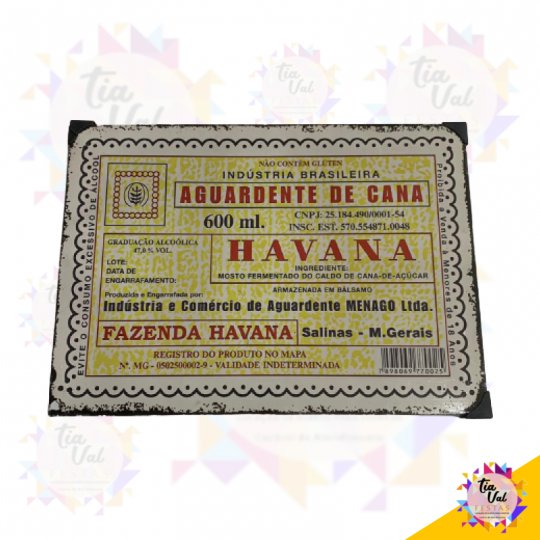 NÃO CONTÉM GLÚTEN
INDÚSTRIA BRASILEIRA
AGUARDENTE DE CANA
600 ml.
CNPJ: 25.184.490/0001-54
INSC. EST. 570.554871.0048
GRADUAÇÃO ALCOÓLICA
47,8 % VOL.
HAVANA
LOTE:
DATA DE
ENGARRAFAMENTO:
INGREDIENTE:
MOSTO FERMENTADO DO CALDO DE CANA-DE-AÇÚCAR
ARMAZENADA EM BÁLSAMO
Produzida e Engarrafada por:
Indústria e Comércio de Aguardente MENAGO Ltda.
FAZENDA HAVANA
Salinas - M.Gerais
REGISTRO DO PRODUTO NO MAPA
Nº. MG - 0502500002-9 - VALIDADE INDETERMINADA
7898069770025
EVITE O CONSUMO EXCESSIVO DE ÁLCOOL
Proibida a Venda a Menores de 18 Anos
Tia
Val
FESTAS